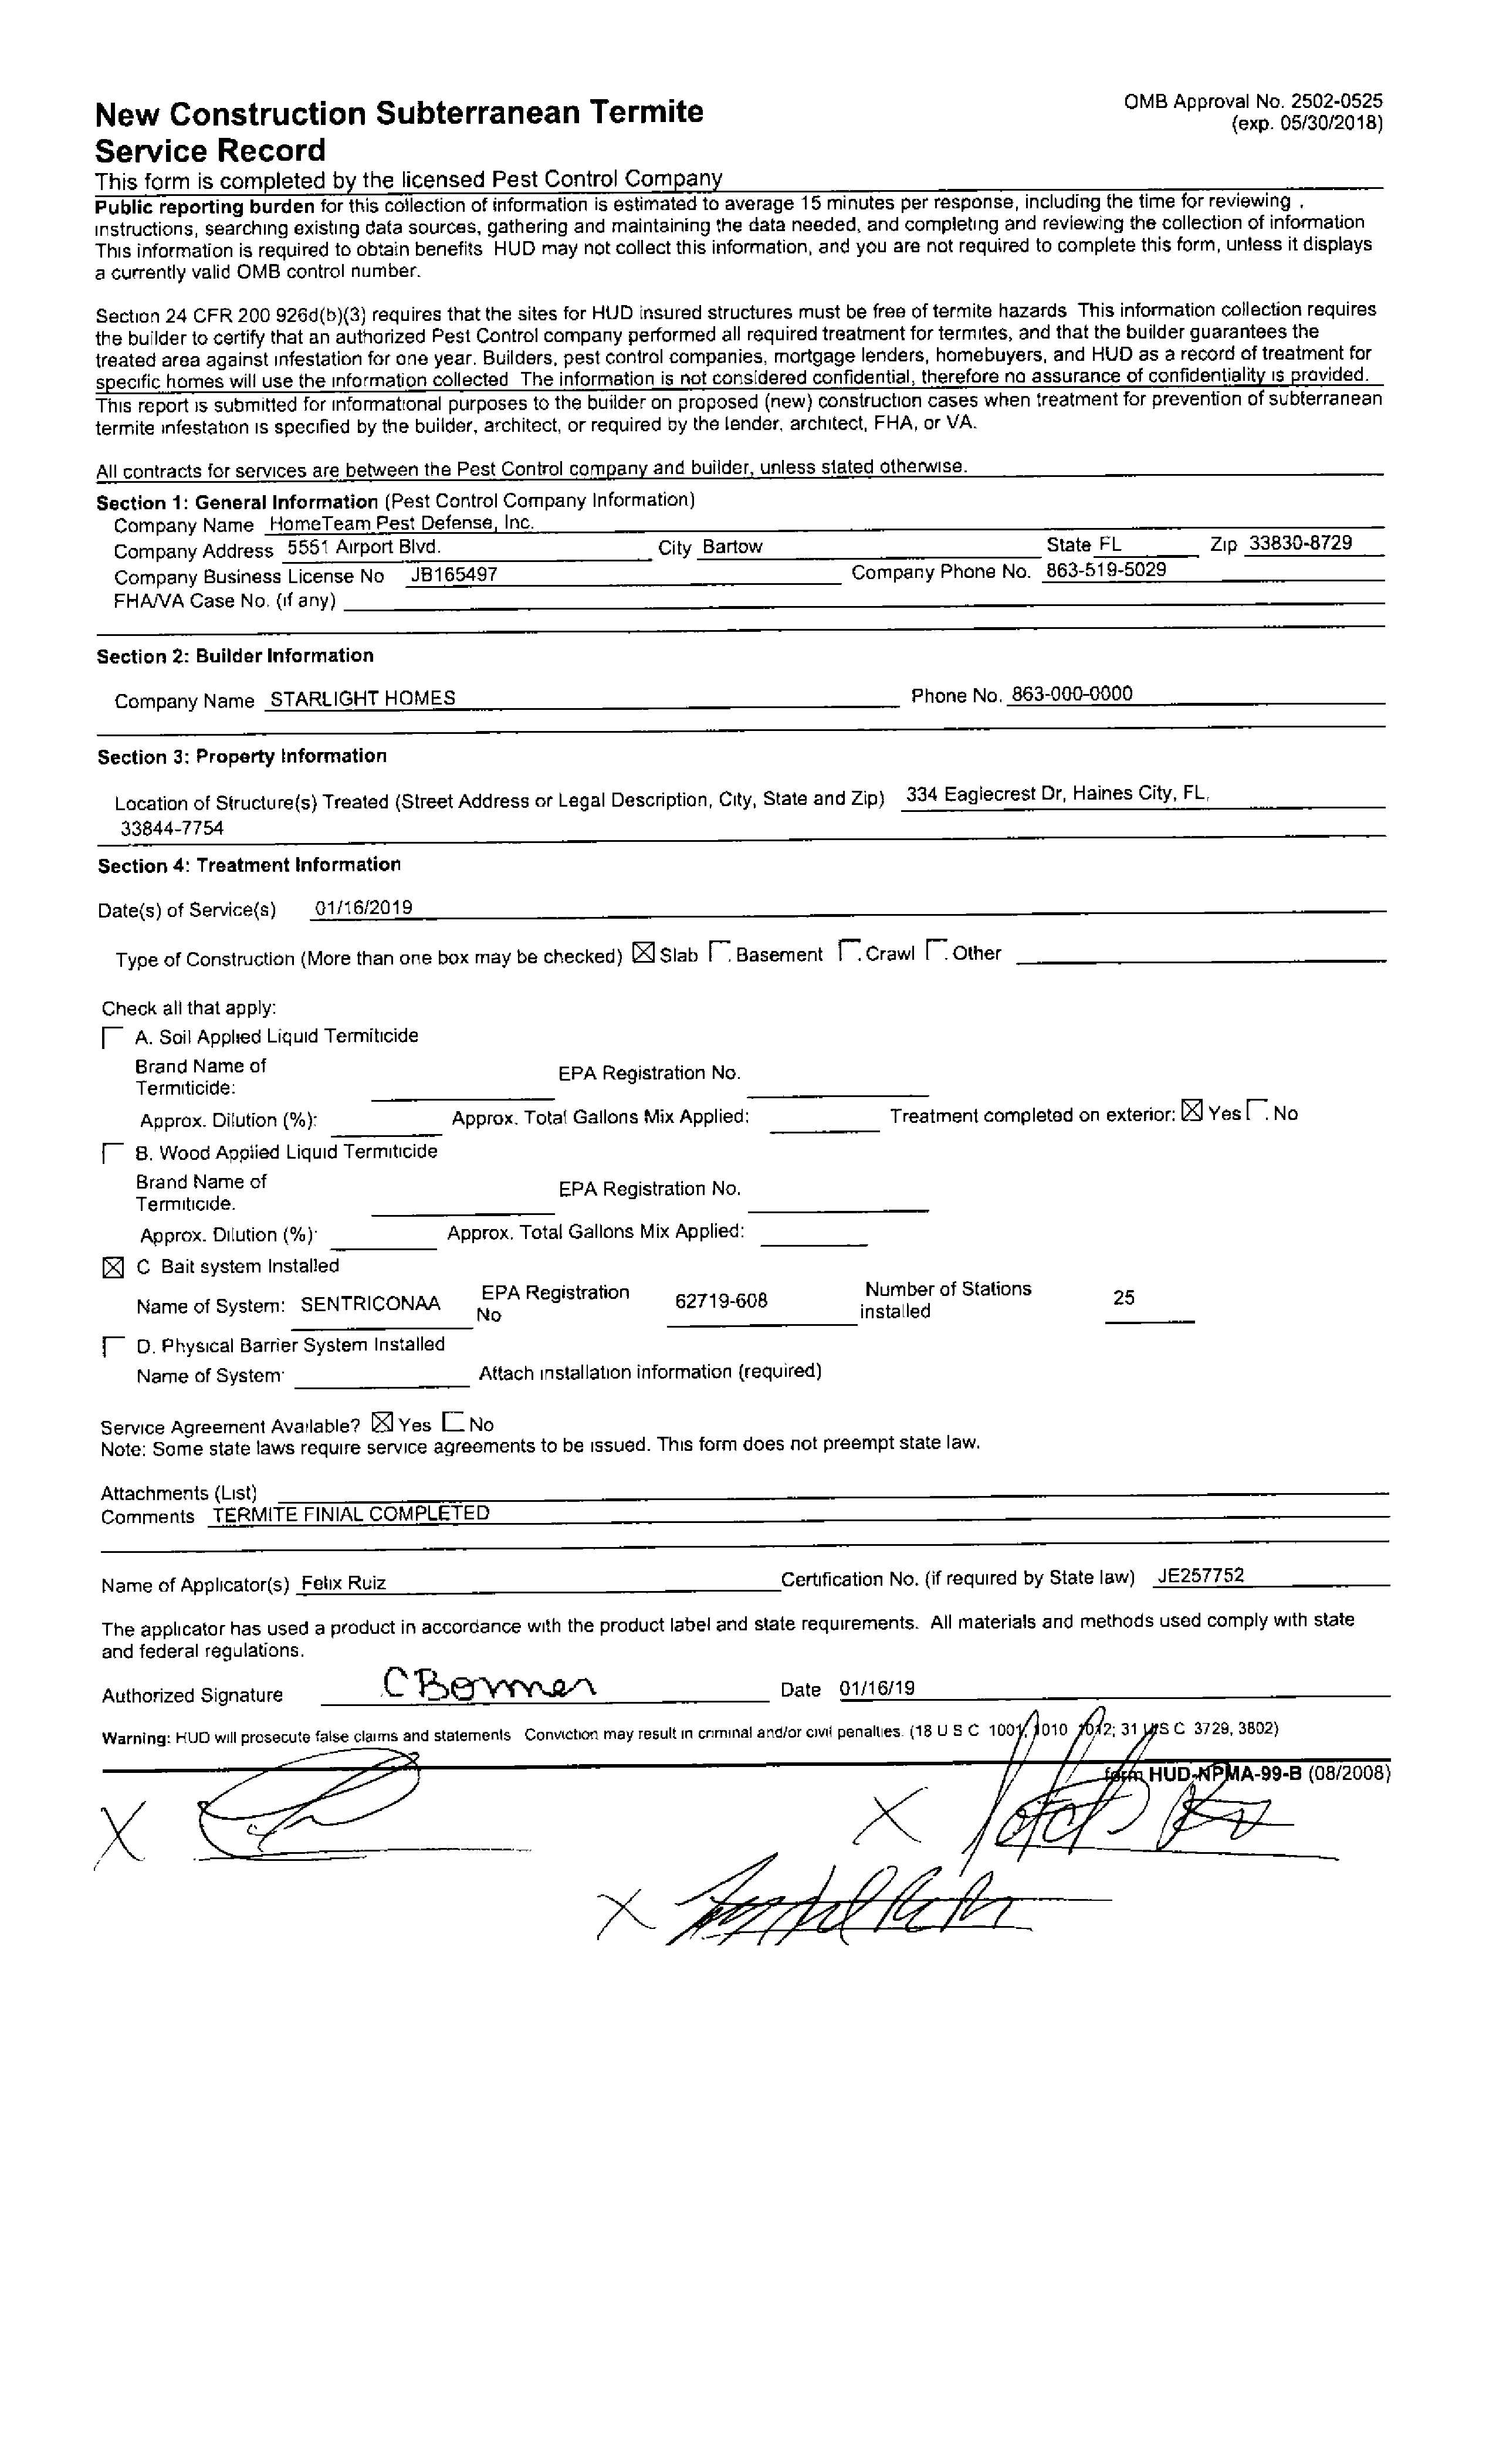 New Construction Subterranean Termite
OMB Approval No. 2502-0525
(exp. 05/30/2018)
Service Record
This form is completed by the licensed Pest Control Company
Public reporting burden for this collection of information is estimated to average 15 minutes per response, including the time for reviewing .
instructions, searching existing data sources, gathering and maintaining the data needed, and completing and reviewing the collection of information
This information is required to obtain benefits HUD may not collect this information, and you are not required to complete this form, unless it displays
a currently valid OMB control number.
Section 24 CFR 200 926d(b)(3) requires that the sites for HUD insured structures must be free of termite hazards This information collection requires
the builder to certify that an authorized Pest Control company performed all required treatment for termites, and that the builder guarantees the
treated area against infestation for one year. Builders, pest control companies, mortgage lenders, homebuyers, and HUD as a record of treatment for
specific homes will use the information collected The information is not considered confidential, therefore no assurance of confidentiality is provided.
This report is submitted for informational purposes to the builder on proposed (new) construction cases when treatment for prevention of subterranean
termite infestation is specified by the builder, architect, or required by the lender, architect, FHA, or VA.
All contracts for services are between the Pest Control company and builder, unless stated otherwise.
Section 1: General Information (Pest Control Company Information)
Company Name HomeTeam Pest Defense, Inc.
Company Address 5551 Airport Blvd. City Bartow State FL Zip 33830-8729
Company Business License No JB165497 Company Phone No. 863-519-5029
FHA/VA Case No. (if any)
Section 2: Builder Information
Company Name STARLIGHT HOMES Phone No. 863-000-0000
Section 3: Property Information
Location of Structure(s) Treated (Street Address or Legal Description, City, State and Zip) 334 Eaglecrest Dr, Haines City, FL,
33844-7754
Section 4: Treatment Information
Date(s) of Service(s) 01/16/2019
Type of Construction (More than one box may be checked) ☒ Slab ☐ Basement ☐ Crawl ☐ Other
Check all that apply:
☐ A. Soil Applied Liquid Termiticide
Brand Name of
Termiticide: EPA Registration No.
Approx. Dilution (%): Approx. Total Gallons Mix Applied: Treatment completed on exterior: ☒ Yes ☐ No
☐ B. Wood Applied Liquid Termiticide
Brand Name of
Termiticide. EPA Registration No.
Approx. Dilution (%): Approx. Total Gallons Mix Applied:
☒ C Bait system Installed
Name of System: SENTRICONAA EPA Registration No 62719-608 Number of Stations installed 25
☐ D. Physical Barrier System Installed
Name of System: Attach installation information (required)
Service Agreement Available? ☒ Yes ☐ No
Note: Some state laws require service agreements to be issued. This form does not preempt state law.
Attachments (List)
Comments TERMITE FINIAL COMPLETED
Name of Applicator(s) Felix Ruiz Certification No. (if required by State law) JE257752
The applicator has used a product in accordance with the product label and state requirements. All materials and methods used comply with state
and federal regulations.
Authorized Signature Date 01/16/19
Warning: HUD will prosecute false claims and statements Conviction may result in criminal and/or civil penalties. (18 U S C 1001, 1010 1012; 31 U S C 3729, 3802)
form HUD-NPMA-99-B (08/2008)
X
X
X